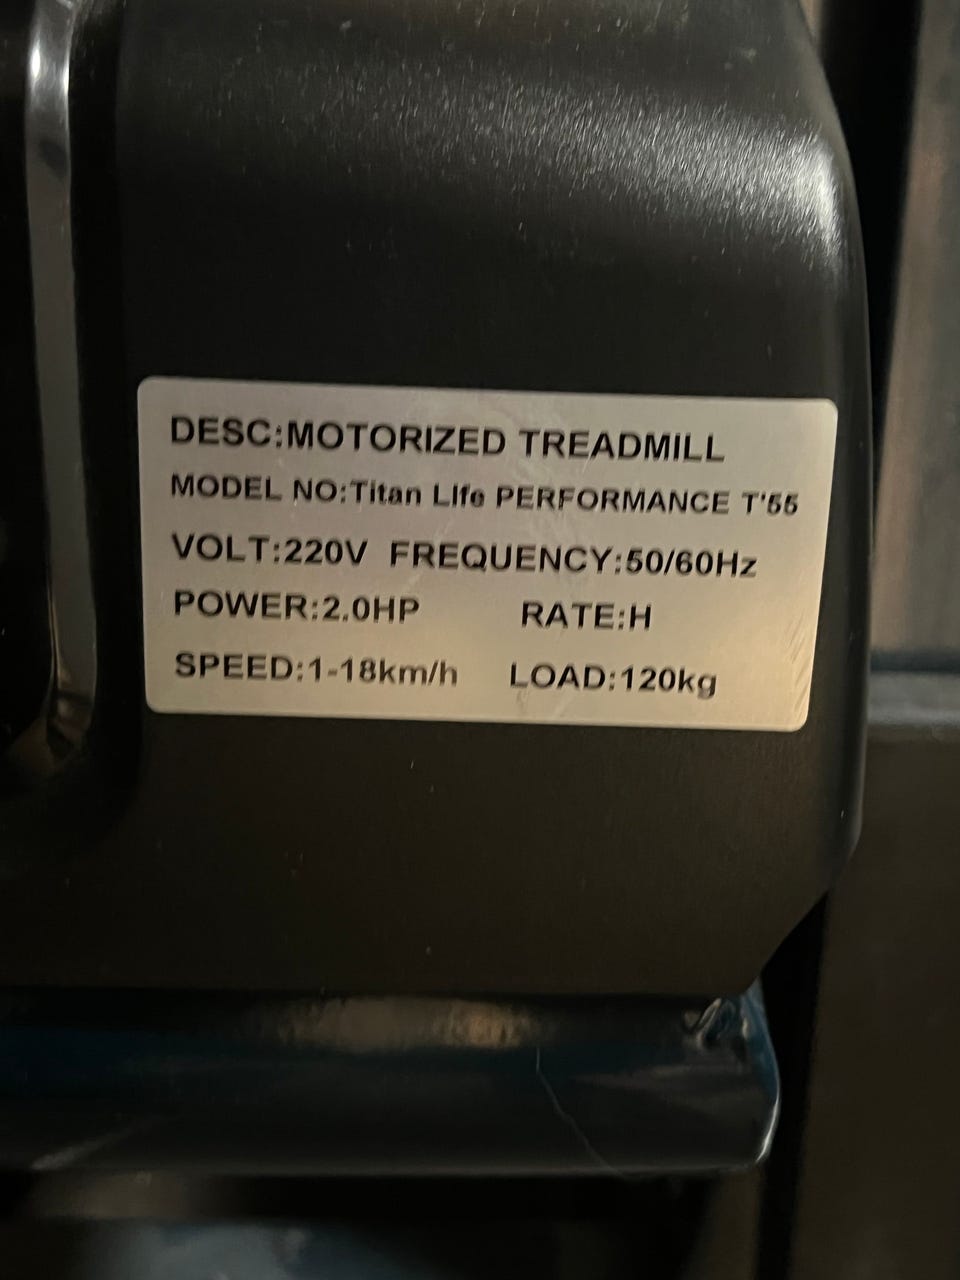 DESC:MOTORIZED TREADMILL
MODEL NO:Titan LIfe PERFORMANCE T'55
VOLT:220V FREQUENCY:50/60Hz
POWER:2.0HP RATE:H
SPEED:1-18km/h LOAD:120kg